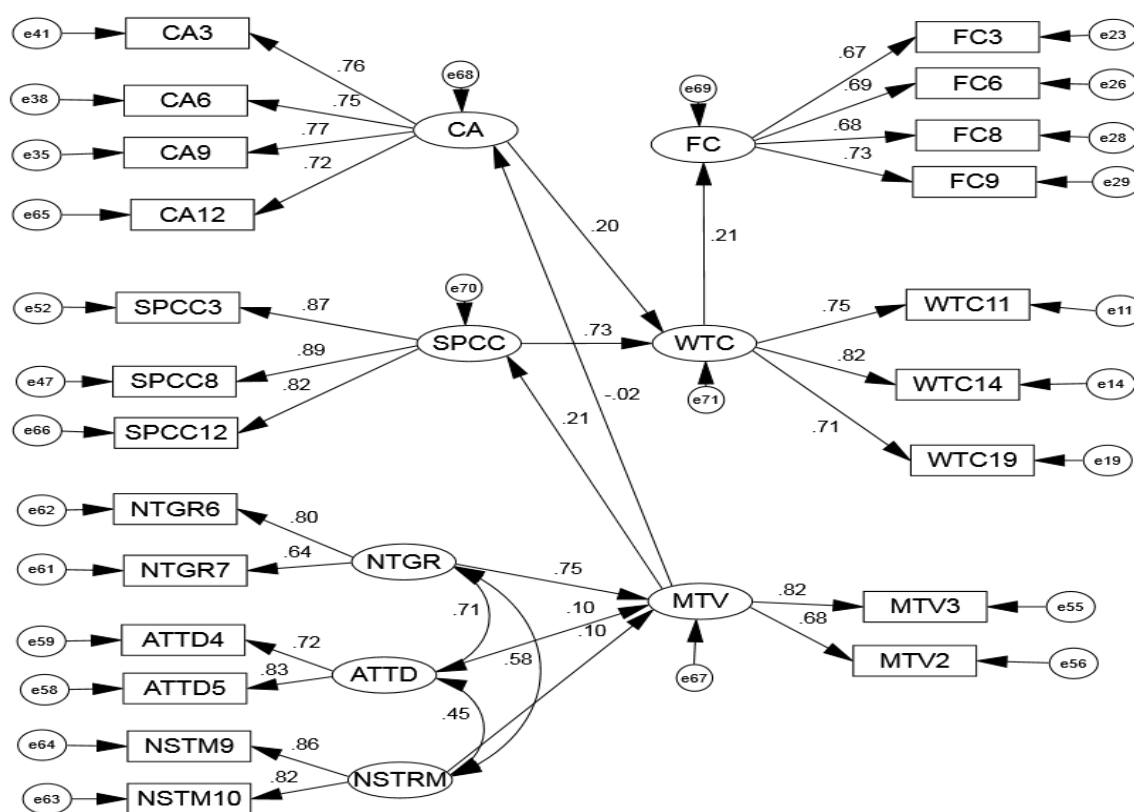 e41 CA3 .76
e38 CA6 .75
e35 CA9 .77
e65 CA12 .72
e68
CA
.20
e69
FC
.67 FC3 e23
.69 FC6 e26
.68 FC8 e28
.73 FC9 e29
.21
e52 SPCC3 .87
e47 SPCC8 .89
e66 SPCC12 .82
e70
SPCC
.73
WTC
e71
.75 WTC11 e11
.82 WTC14 e14
.71 WTC19 e19
-.02
.21
e62 NTGR6 .80
e61 NTGR7 .64
NTGR
.75
.71
e59 ATTD4 .72
e58 ATTD5 .83
ATTD
.10
.10
.58
.45
e64 NSTM9 .86
e63 NSTM10 .82
NSTRM
MTV
e67
.82 MTV3 e55
.68 MTV2 e56